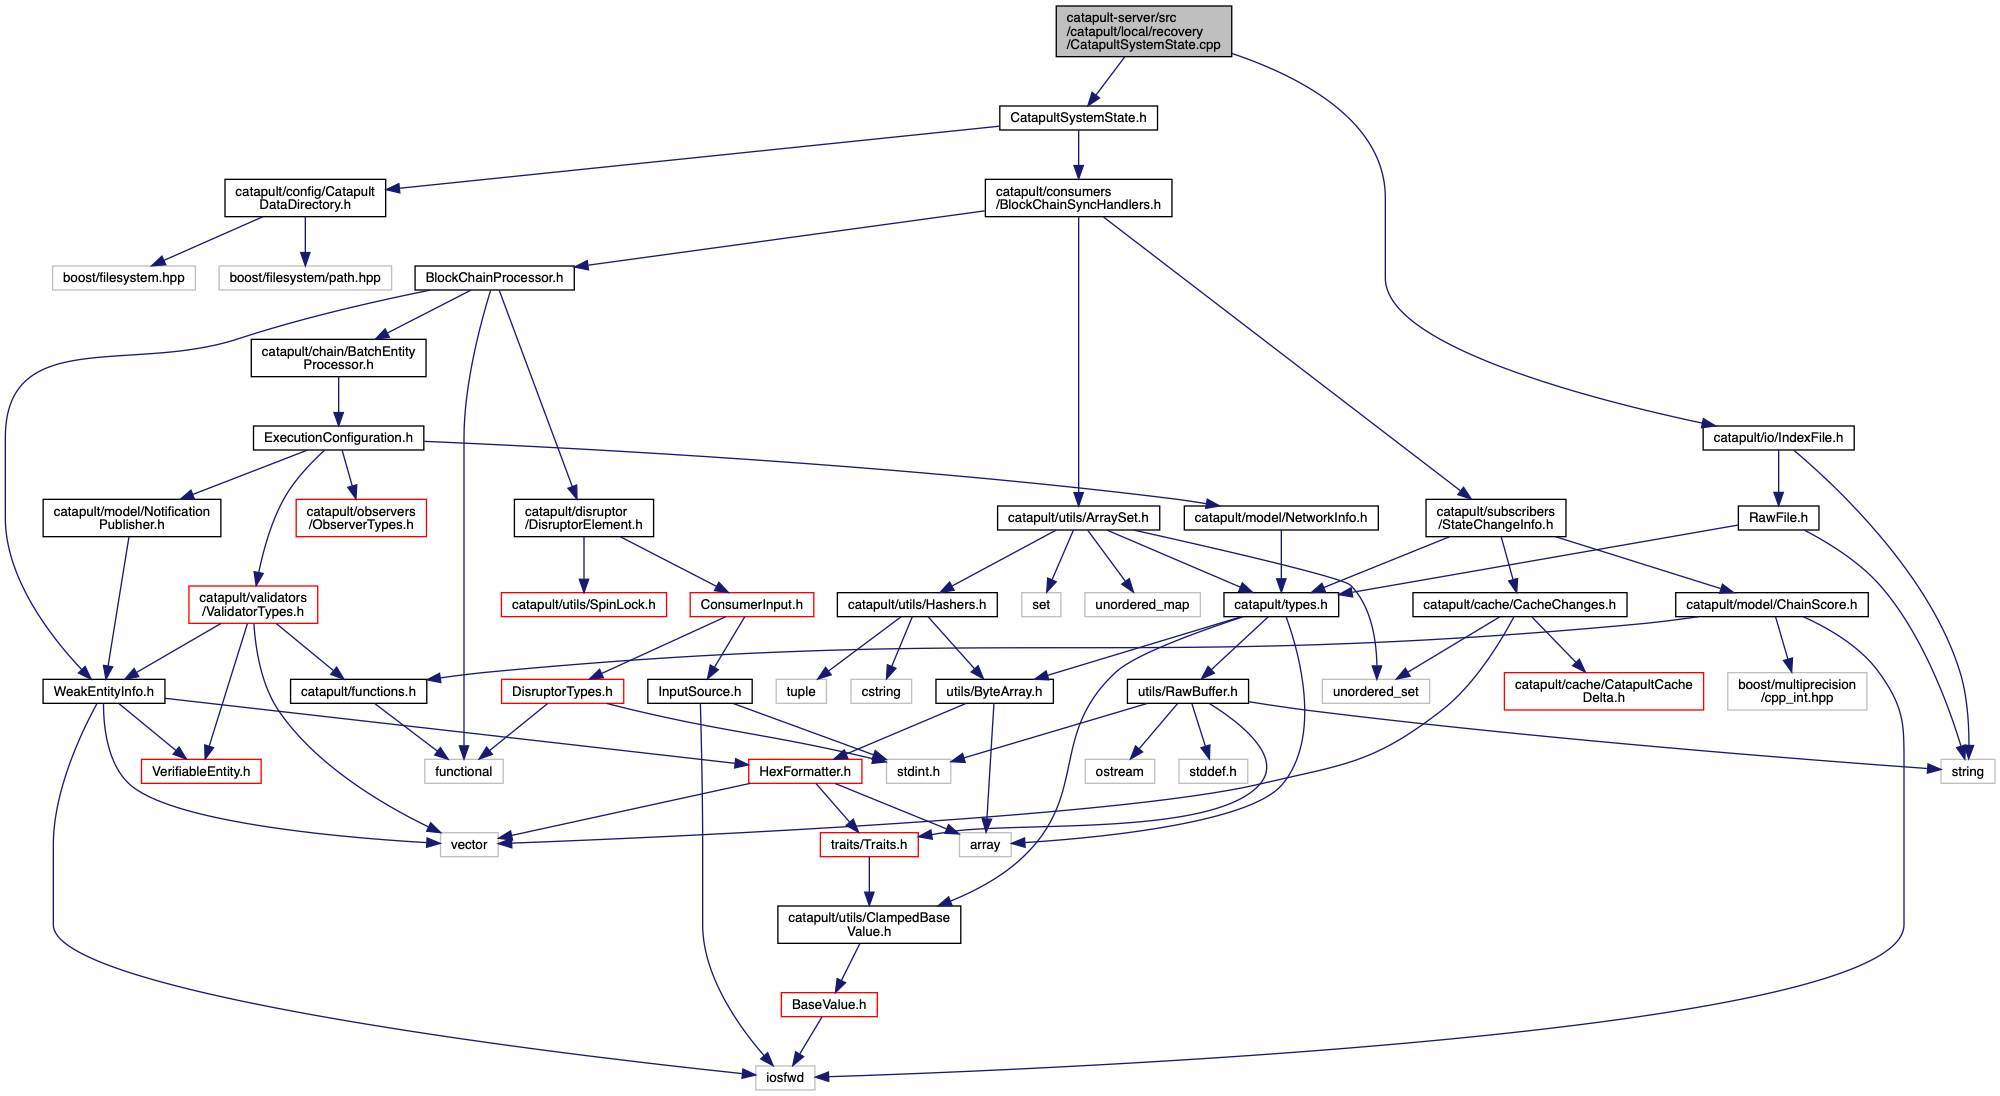 catapult-server/src
/catapult/local/recovery
/CatapultSystemState.cpp
CatapultSystemState.h
catapult/config/Catapult
DataDirectory.h
catapult/consumers
/BlockChainSyncHandlers.h
boost/filesystem.hpp
boost/filesystem/path.hpp
BlockChainProcessor.h
catapult/chain/BatchEntity
Processor.h
ExecutionConfiguration.h
catapult/io/IndexFile.h
catapult/model/Notification
Publisher.h
catapult/observers
/ObserverTypes.h
catapult/disruptor
/DisruptorElement.h
catapult/utils/ArraySet.h
catapult/model/NetworkInfo.h
catapult/subscribers
/StateChangeInfo.h
RawFile.h
catapult/validators
/ValidatorTypes.h
catapult/utils/SpinLock.h
ConsumerInput.h
catapult/utils/Hashers.h
set
unordered_map
catapult/types.h
catapult/cache/CacheChanges.h
catapult/model/ChainScore.h
WeakEntityInfo.h
catapult/functions.h
DisruptorTypes.h
InputSource.h
tuple
cstring
utils/ByteArray.h
utils/RawBuffer.h
unordered_set
catapult/cache/CatapultCache
Delta.h
boost/multiprecision
/cpp_int.hpp
VerifiableEntity.h
functional
HexFormatter.h
stdint.h
ostream
stddef.h
string
vector
traits/Traits.h
array
catapult/utils/ClampedBase
Value.h
BaseValue.h
iosfwd